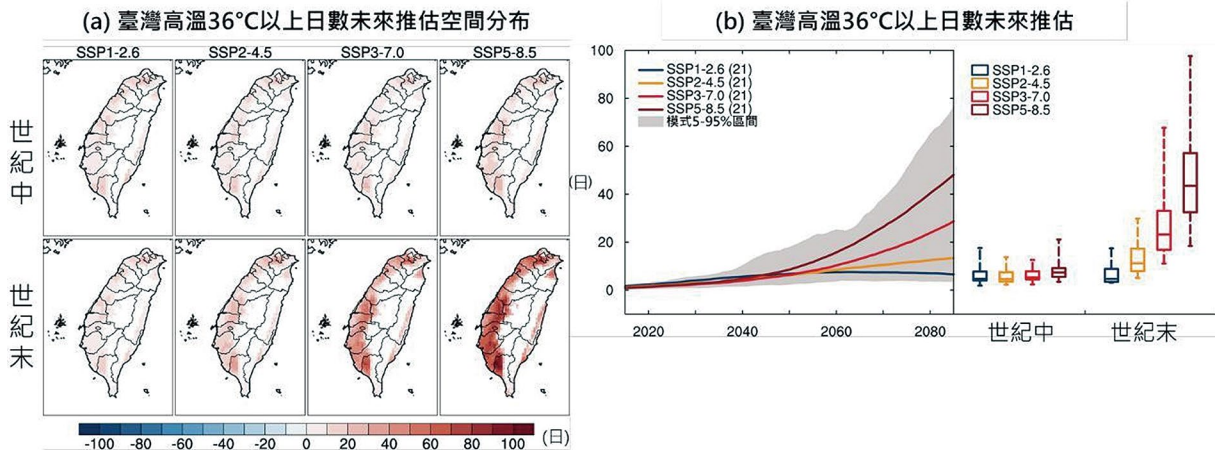 (a) 臺灣高溫36°C以上日數未來推估空間分布
SSP1-2.6 SSP2-4.5 SSP3-7.0 SSP5-8.5
世紀中
世紀末
-100 -80 -60 -40 -20 0 20 40 60 80 100 (日)
(b) 臺灣高溫36°C以上日數未來推估
100
80
60
40
20
0
(日)
SSP1-2.6 (21)
SSP2-4.5 (21)
SSP3-7.0 (21)
SSP5-8.5 (21)
模式5-95%區間
2020 2040 2060 2080
SSP1-2.6
SSP2-4.5
SSP3-7.0
SSP5-8.5
世紀中 世紀末